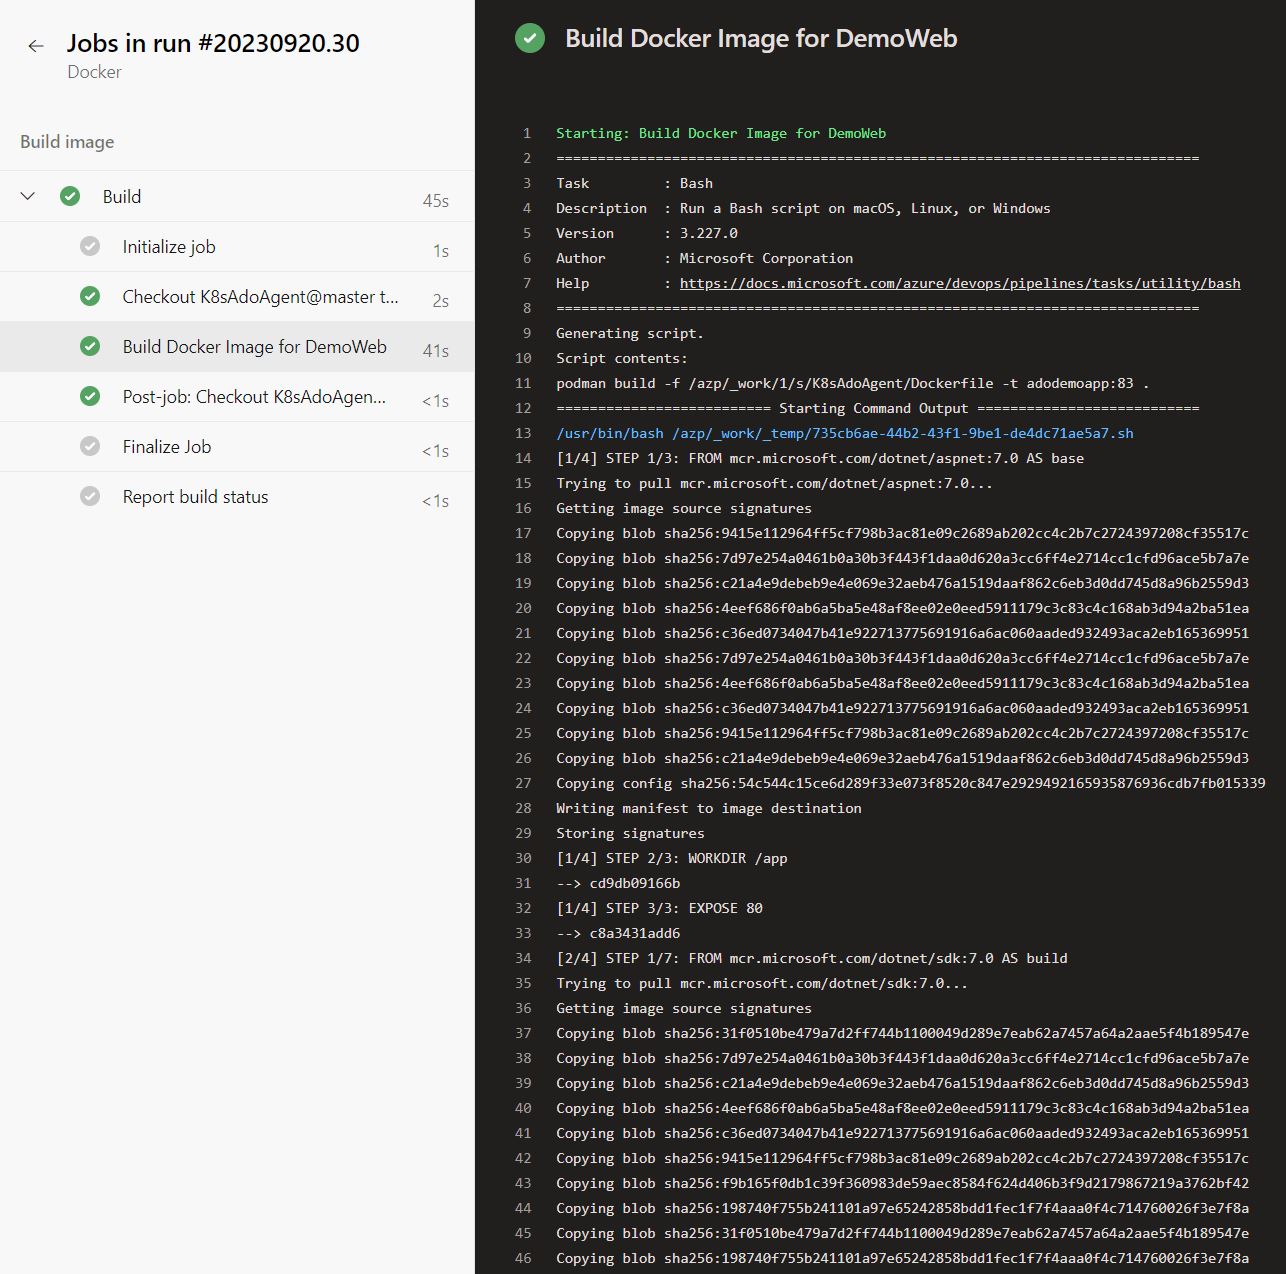 Jobs in run #20230920.30
Docker
Build image
Build 45s
Initialize job 1s
Checkout K8sAdoAgent@master t... 2s
Build Docker Image for DemoWeb 41s
Post-job: Checkout K8sAdoAgen... <1s
Finalize Job <1s
Report build status <1s
Build Docker Image for DemoWeb
1 Starting: Build Docker Image for DemoWeb
2 ==============================================================================
3 Task         : Bash
4 Description  : Run a Bash script on macOS, Linux, or Windows
5 Version      : 3.227.0
6 Author       : Microsoft Corporation
7 Help         : https://docs.microsoft.com/azure/devops/pipelines/tasks/utility/bash
8 ==============================================================================
9 Generating script.
10 Script contents:
11 podman build -f /azp/_work/1/s/K8sAdoAgent/Dockerfile -t adodemoapp:83 .
12 ========================== Starting Command Output ===========================
13 /usr/bin/bash /azp/_work/_temp/735cb6ae-44b2-43f1-9be1-de4dc71ae5a7.sh
14 [1/4] STEP 1/3: FROM mcr.microsoft.com/dotnet/aspnet:7.0 AS base
15 Trying to pull mcr.microsoft.com/dotnet/aspnet:7.0...
16 Getting image source signatures
17 Copying blob sha256:9415e112964ff5cf798b3ac81e09c2689ab202cc4c2b7c2724397208cf35517c
18 Copying blob sha256:7d97e254a0461b0a30b3f443f1daa0d620a3cc6ff4e2714cc1cfd96ace5b7a7e
19 Copying blob sha256:c21a4e9debeb9e4e069e32aeb476a1519daaf862c6eb3d0dd745d8a96b2559d3
20 Copying blob sha256:4eef686f0ab6a5ba5e48af8ee02e0eed5911179c3c83c4c168ab3d94a2ba51ea
21 Copying blob sha256:c36ed0734047b41e922713775691916a6ac060aaded932493aca2eb165369951
22 Copying blob sha256:7d97e254a0461b0a30b3f443f1daa0d620a3cc6ff4e2714cc1cfd96ace5b7a7e
23 Copying blob sha256:4eef686f0ab6a5ba5e48af8ee02e0eed5911179c3c83c4c168ab3d94a2ba51ea
24 Copying blob sha256:c36ed0734047b41e922713775691916a6ac060aaded932493aca2eb165369951
25 Copying blob sha256:9415e112964ff5cf798b3ac81e09c2689ab202cc4c2b7c2724397208cf35517c
26 Copying blob sha256:c21a4e9debeb9e4e069e32aeb476a1519daaf862c6eb3d0dd745d8a96b2559d3
27 Copying config sha256:54c544c15ce6d289f33e073f8520c847e2929492165935876936cdb7fb015339
28 Writing manifest to image destination
29 Storing signatures
30 [1/4] STEP 2/3: WORKDIR /app
31 --> cd9db09166b
32 [1/4] STEP 3/3: EXPOSE 80
33 --> c8a3431add6
34 [2/4] STEP 1/7: FROM mcr.microsoft.com/dotnet/sdk:7.0 AS build
35 Trying to pull mcr.microsoft.com/dotnet/sdk:7.0...
36 Getting image source signatures
37 Copying blob sha256:31f0510be479a7d2ff744b1100049d289e7eab62a7457a64a2aae5f4b189547e
38 Copying blob sha256:7d97e254a0461b0a30b3f443f1daa0d620a3cc6ff4e2714cc1cfd96ace5b7a7e
39 Copying blob sha256:c21a4e9debeb9e4e069e32aeb476a1519daaf862c6eb3d0dd745d8a96b2559d3
40 Copying blob sha256:4eef686f0ab6a5ba5e48af8ee02e0eed5911179c3c83c4c168ab3d94a2ba51ea
41 Copying blob sha256:c36ed0734047b41e922713775691916a6ac060aaded932493aca2eb165369951
42 Copying blob sha256:9415e112964ff5cf798b3ac81e09c2689ab202cc4c2b7c2724397208cf35517c
43 Copying blob sha256:f9b165f0db1c39f360983de59aec8584f624d406b3f9d2179867219a3762bf42
44 Copying blob sha256:198740f755b241101a97e65242858bdd1fec1f7f4aaa0f4c714760026f3e7f8a
45 Copying blob sha256:31f0510be479a7d2ff744b1100049d289e7eab62a7457a64a2aae5f4b189547e
46 Copying blob sha256:198740f755b241101a97e65242858bdd1fec1f7f4aaa0f4c714760026f3e7f8a